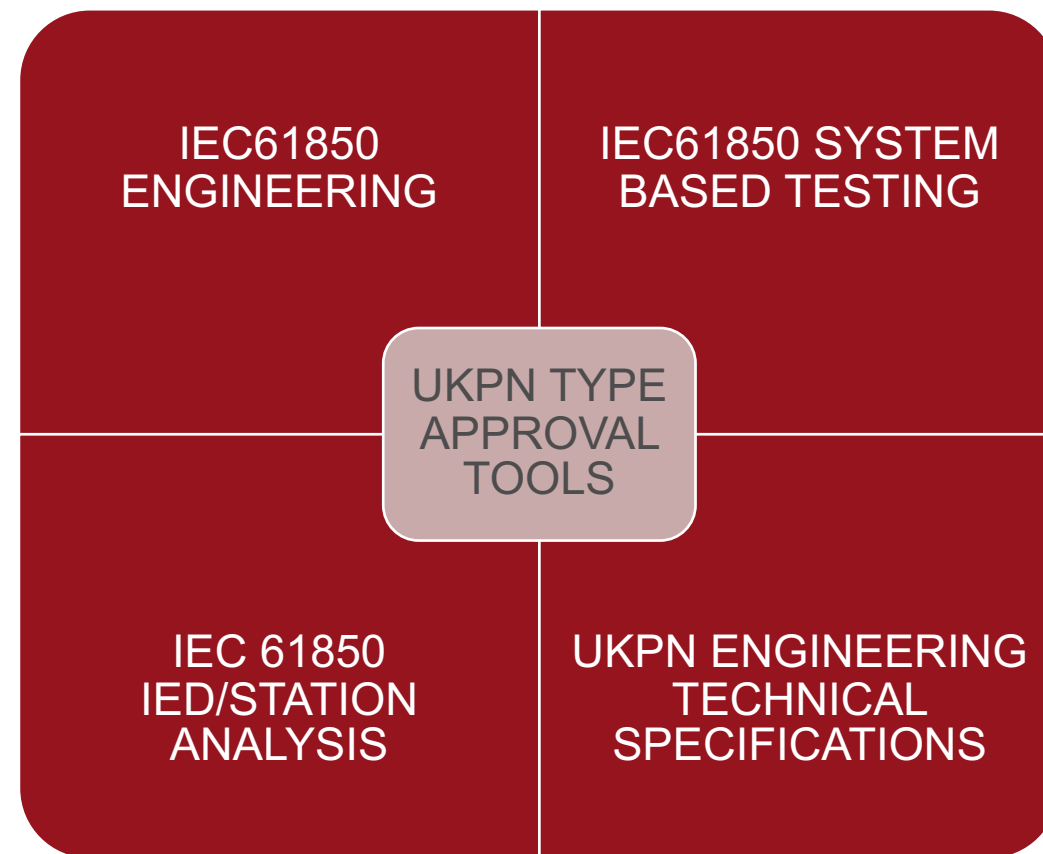 IEC61850
ENGINEERING
IEC61850 SYSTEM
BASED TESTING
UKPN TYPE
APPROVAL
TOOLS
IEC 61850
IED/STATION
ANALYSIS
UKPN ENGINEERING
TECHNICAL
SPECIFICATIONS